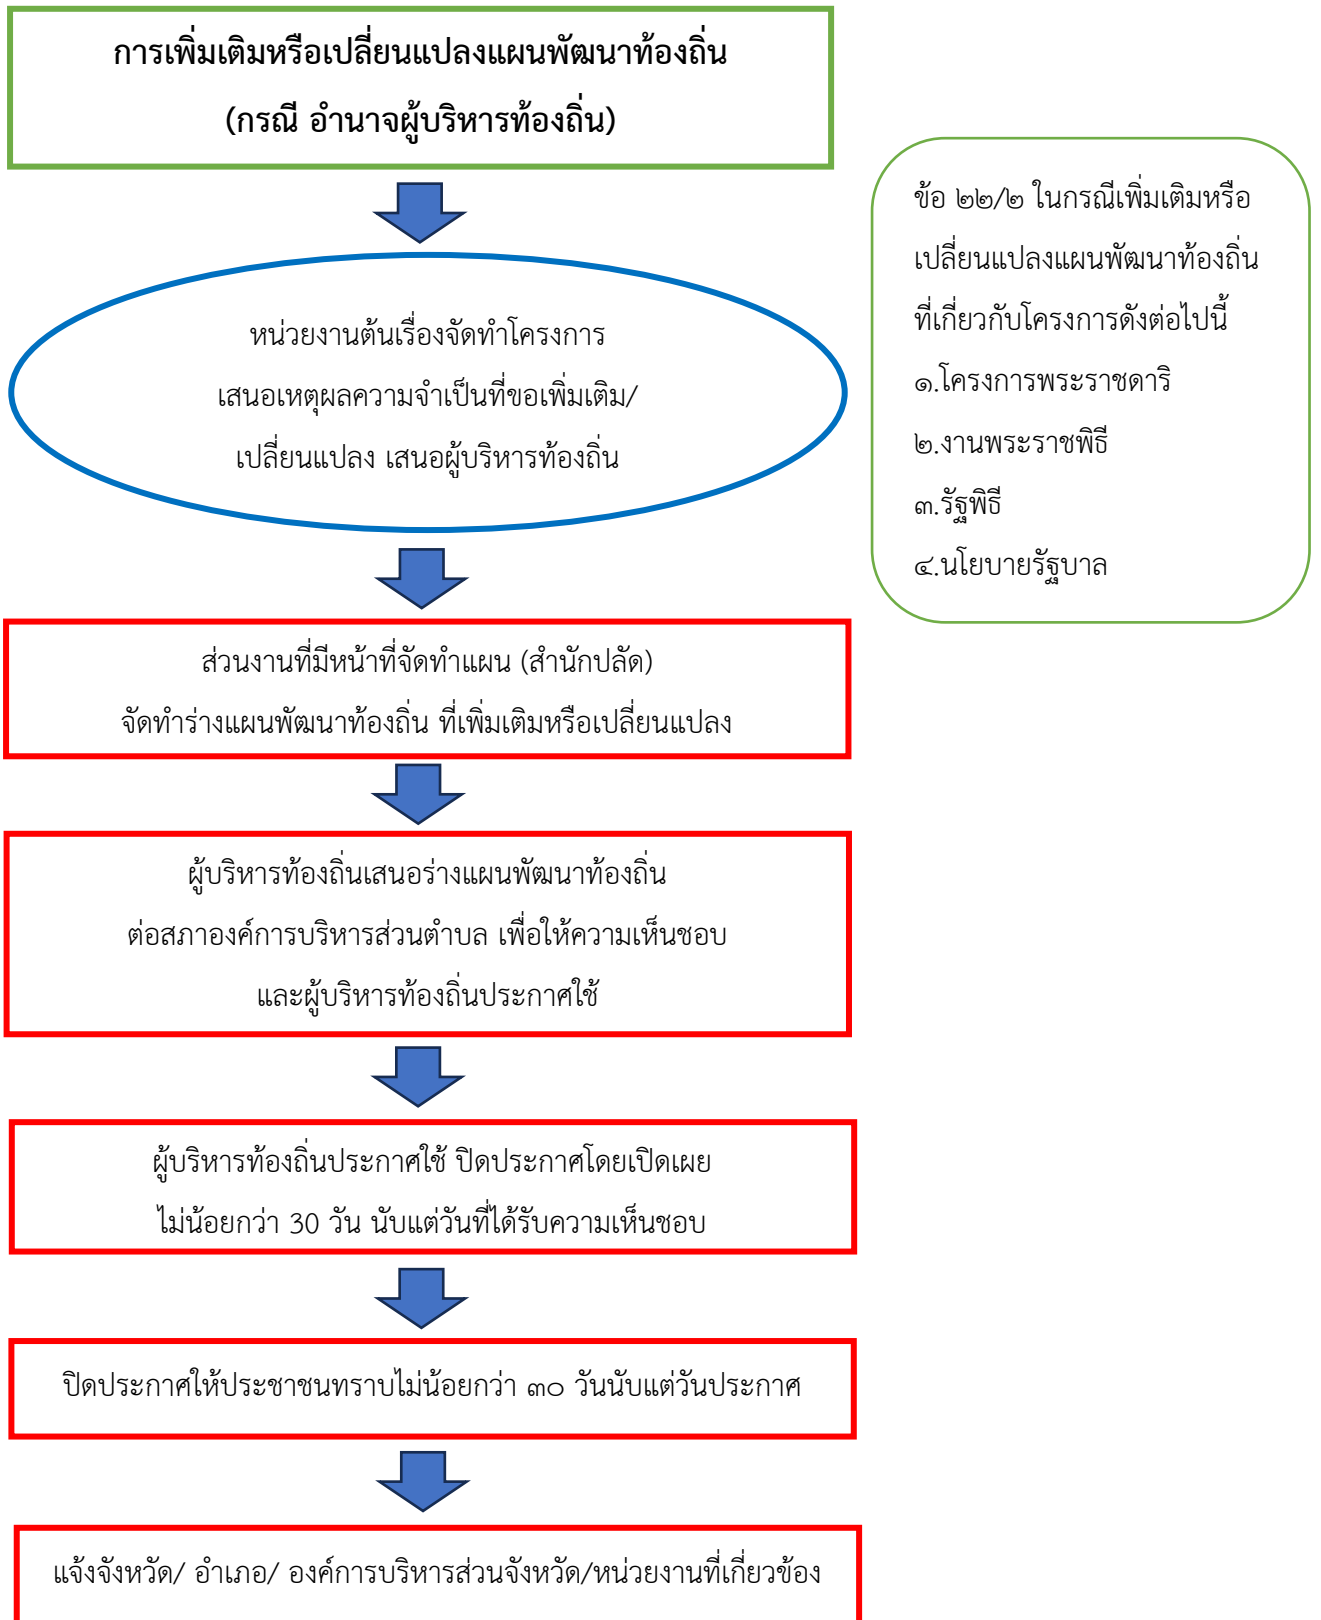 การเพิ่มเติมหรือเปลี่ยนแปลงแผนพัฒนาท้องถิ่น
(กรณี อำนาจผู้บริหารท้องถิ่น)
ข้อ ๒๒/๒ ในกรณีเพิ่มเติมหรือ
เปลี่ยนแปลงแผนพัฒนาท้องถิ่น
ที่เกี่ยวกับโครงการดังต่อไปนี้
๑.โครงการพระราชดาริ
๒.งานพระราชพิธี
๓.รัฐพิธี
๔.นโยบายรัฐบาล
หน่วยงานต้นเรื่องจัดทำโครงการ
เสนอเหตุผลความจำเป็นที่ขอเพิ่มเติม/
เปลี่ยนแปลง เสนอผู้บริหารท้องถิ่น
ส่วนงานที่มีหน้าที่จัดทำแผน (สำนักปลัด)
จัดทำร่างแผนพัฒนาท้องถิ่น ที่เพิ่มเติมหรือเปลี่ยนแปลง
ผู้บริหารท้องถิ่นเสนอร่างแผนพัฒนาท้องถิ่น
ต่อสภาองค์การบริหารส่วนตำบล เพื่อให้ความเห็นชอบ
และผู้บริหารท้องถิ่นประกาศใช้
ผู้บริหารท้องถิ่นประกาศใช้ ปิดประกาศโดยเปิดเผย
ไม่น้อยกว่า 30 วัน นับแต่วันที่ได้รับความเห็นชอบ
ปิดประกาศให้ประชาชนทราบไม่น้อยกว่า ๓๐ วันนับแต่วันประกาศ
แจ้งจังหวัด/ อำเภอ/ องค์การบริหารส่วนจังหวัด/หน่วยงานที่เกี่ยวข้อง